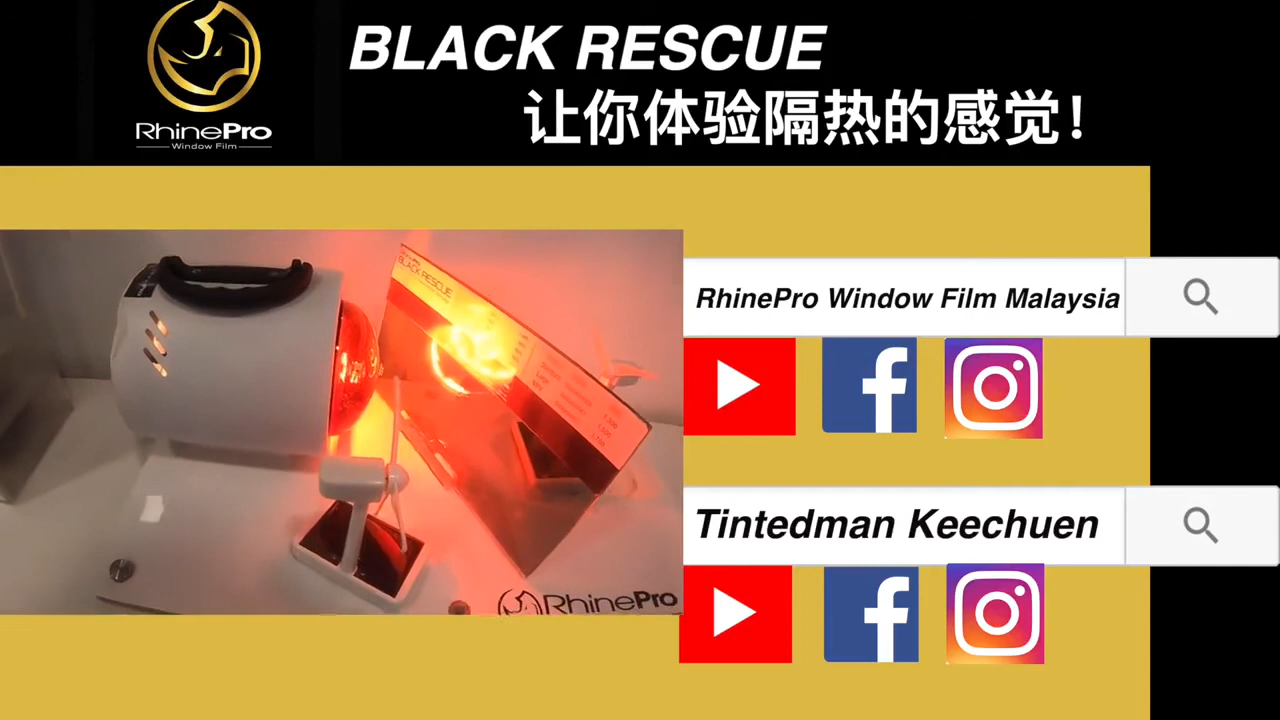 BLACK RESCUE
让你体验隔热的感觉!
RhinePro
Window Film
BLACK RESCUE
RhinePro Window Film Malaysia
Tintedman Keechuen
RhinePro